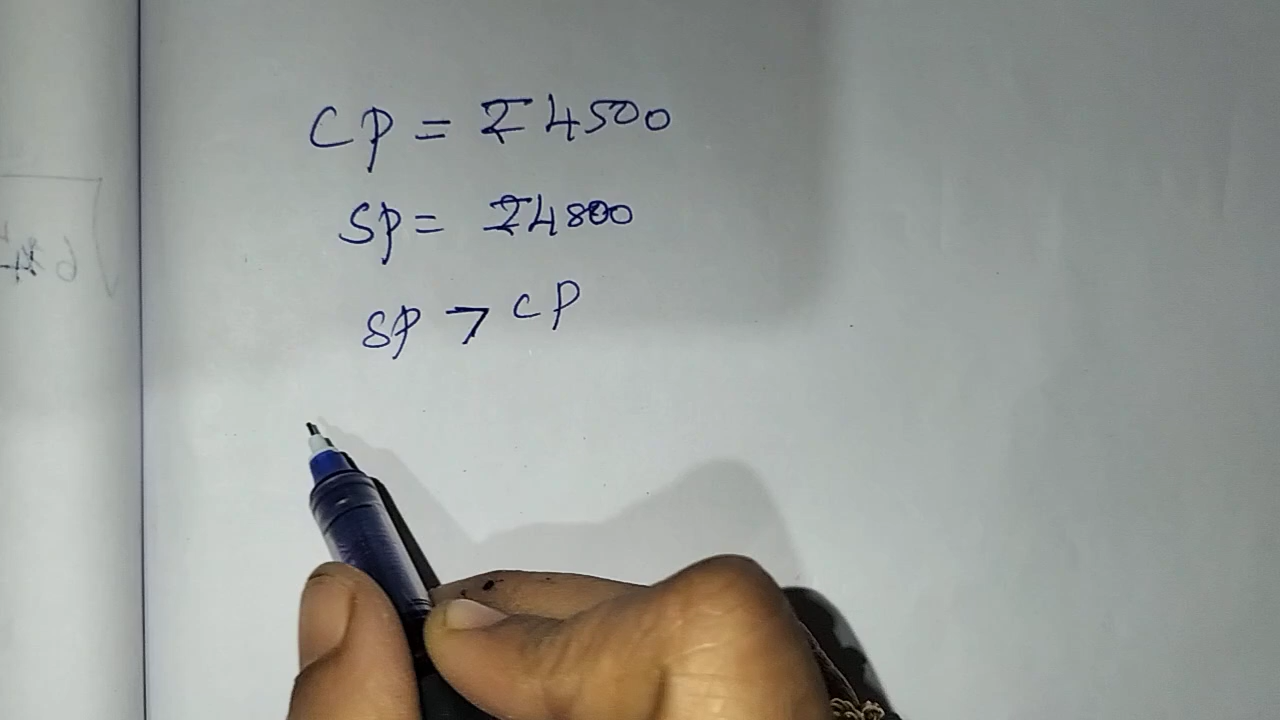 CP = ₹4500
SP = ₹4800
SP > CP